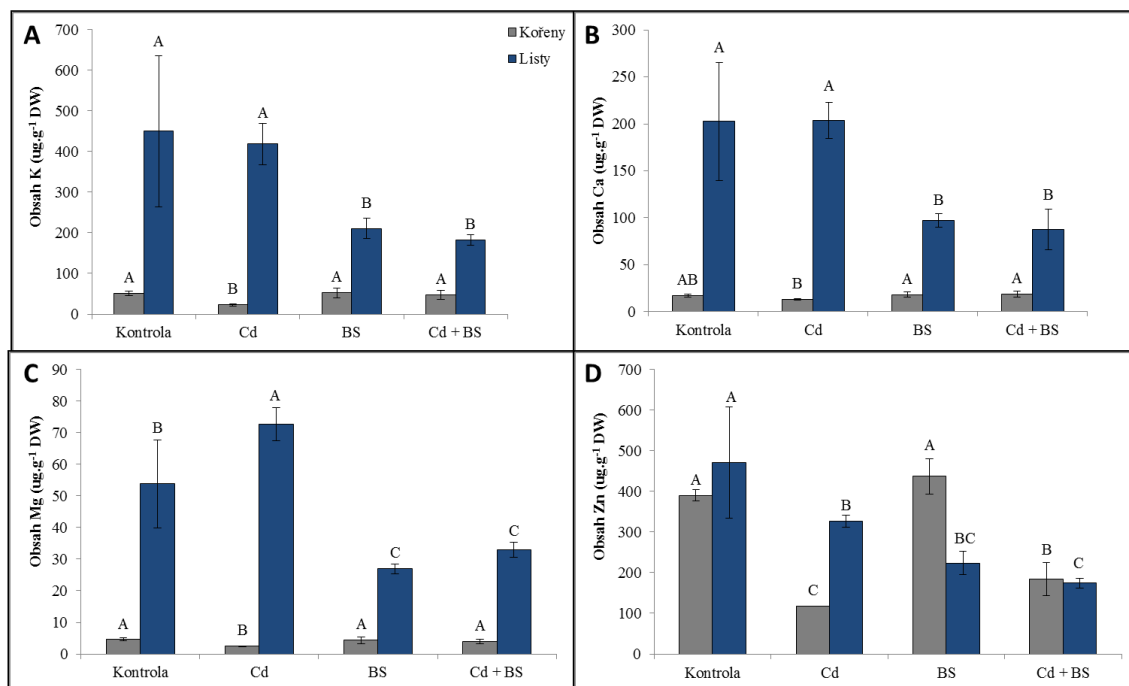 A
Obsah K (ug.g-1 DW)
700
600
500
400
300
200
100
0
A A
A B A B A B
Kontrola Cd BS Cd + BS
Kořeny
Listy
B
Obsah Ca (ug.g-1 DW)
300
250
200
150
100
50
0
A A
AB B A B A B
Kontrola Cd BS Cd + BS
C
Obsah Mg (ug.g-1 DW)
90
80
70
60
50
40
30
20
10
0
A B B A A C A C
Kontrola Cd BS Cd + BS
D
Obsah Zn (ug.g-1 DW)
700
600
500
400
300
200
100
0
A A C B A BC B C
Kontrola Cd BS Cd + BS